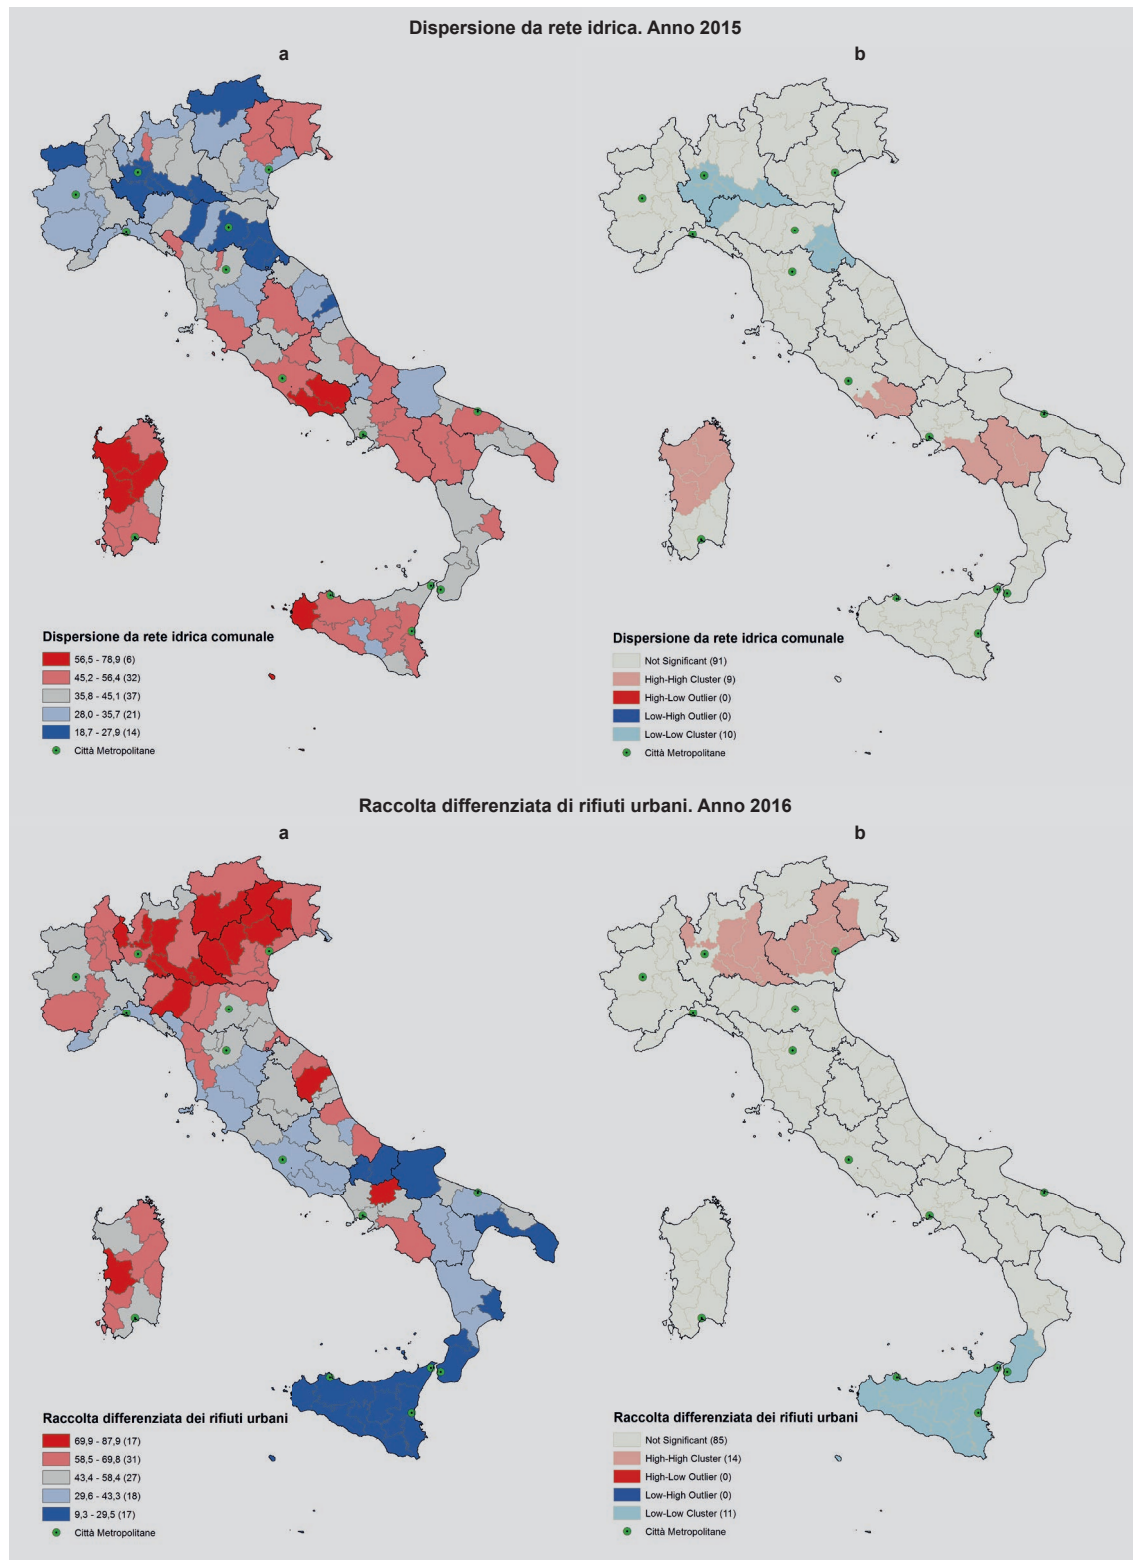 Dispersione da rete idrica. Anno 2015
a
b
Dispersione da rete idrica comunale
56,5 - 78,9 (6)
45,2 - 56,4 (32)
35,8 - 45,1 (37)
28,0 - 35,7 (21)
18,7 - 27,9 (14)
Città Metropolitane
Dispersione da rete idrica comunale
Not Significant (91)
High-High Cluster (9)
High-Low Outlier (0)
Low-High Outlier (0)
Low-Low Cluster (10)
Città Metropolitane
Raccolta differenziata di rifiuti urbani. Anno 2016
a
b
Raccolta differenziata dei rifiuti urbani
69,9 - 87,9 (17)
58,5 - 69,8 (31)
43,4 - 58,4 (27)
29,6 - 43,3 (18)
9,3 - 29,5 (17)
Città Metropolitane
Raccolta differenziata dei rifiuti urbani
Not Significant (85)
High-High Cluster (14)
High-Low Outlier (0)
Low-High Outlier (0)
Low-Low Cluster (11)
Città Metropolitane